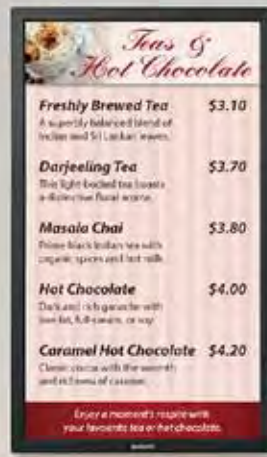 Teas &
Hot Chocolate
Freshly Brewed Tea $3.10
A superbly balanced blend of
Indian and Sri Lankan leaves.
Darjeeling Tea $3.70
This light-bodied tea boasts
a distinctive floral aroma.
Masala Chai $3.80
Prime black Indian tea with
organic spices and hot milk.
Hot Chocolate $4.00
Dark and rich ganache with
low-fat, full-cream, or soy.
Caramel Hot Chocolate $4.20
Classic cocoa with the warmth
and richness of caramel.
Enjoy a moment's respite with
your favourite tea or hot chocolate.